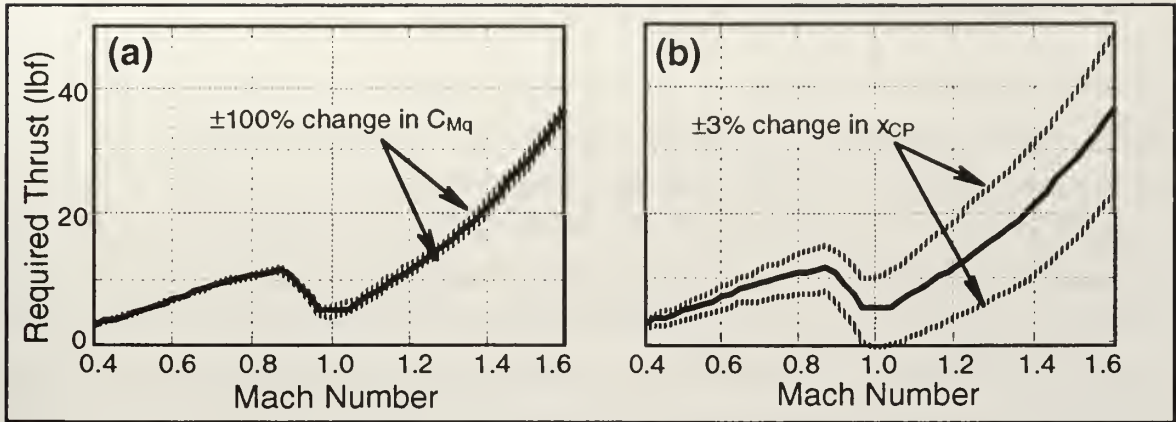 (a)
Required Thrust (lbf)
40
20
0
±100% change in C_Mq
0.4 0.6 0.8 1.0 1.2 1.4 1.6
Mach Number
(b)
±3% change in x_CP
0.4 0.6 0.8 1.0 1.2 1.4 1.6
Mach Number